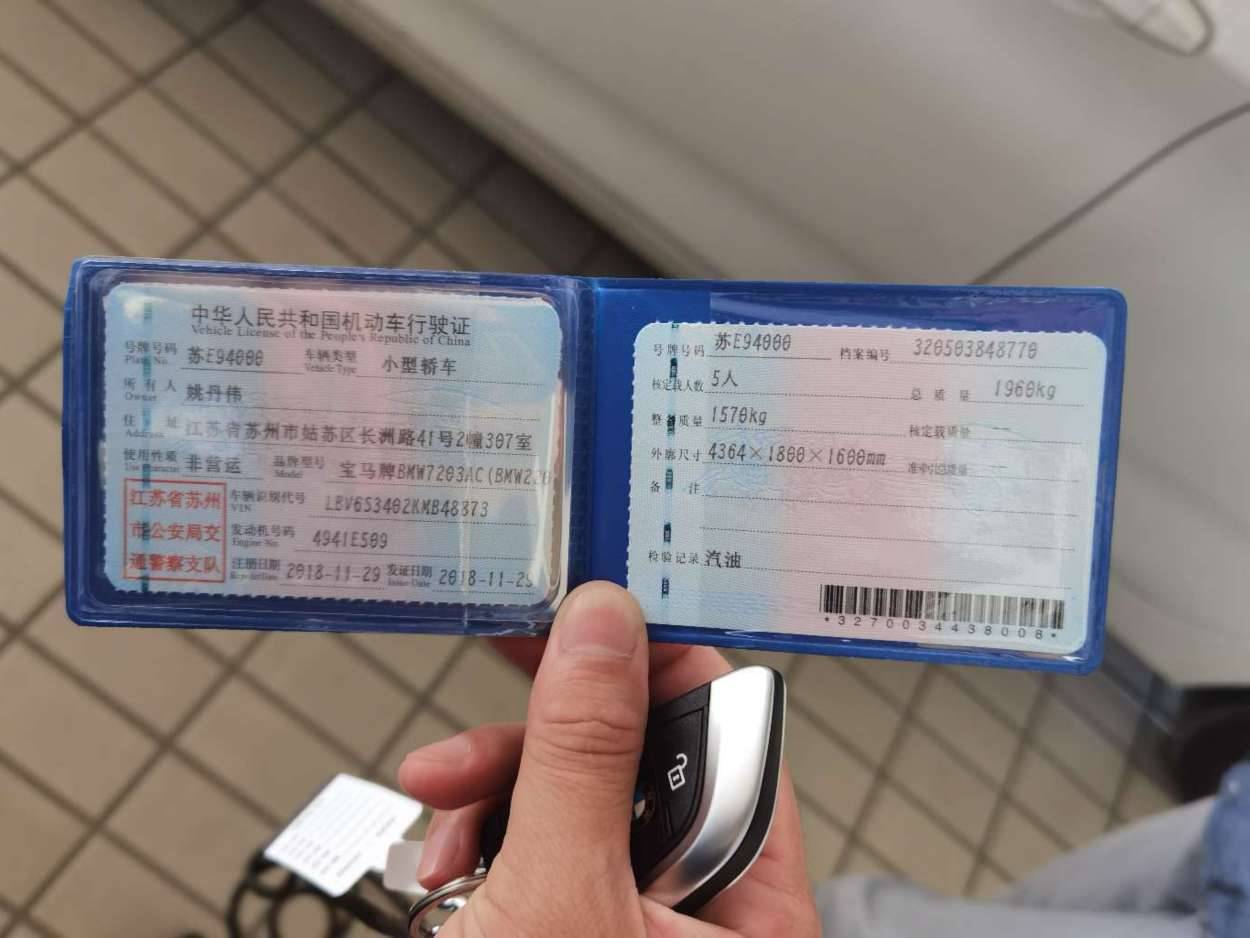 中华人民共和国机动车行驶证
Vehicle License of the People's Republic of China
号牌号码 苏E94000 车辆类型 小型轿车
Plate No. Vehicle Type
所有人 姚丹伟
Owner
住址 江苏省苏州市姑苏区长洲路41号2幢307室
Address
使用性质 非营运 品牌型号 宝马牌BMW7203AC(BMW220
Use Character Model
江苏省苏州
市公安局交
通警察支队
车辆识别代号 LBV6S3402KMB48873
VIN
发动机号码 4941E509
Engine No.
注册日期 2018-11-29 发证日期 2018-11-29
Register Date Issue Date
号牌号码 苏E94000 档案编号 320503848770
核定载人数 5人 总质量 1960kg
整备质量 1570kg 核定载质量 --
外廓尺寸 4364×1800×1600mm 准牵引总质量 --
备注
检验记录 汽油
*3270034438008*